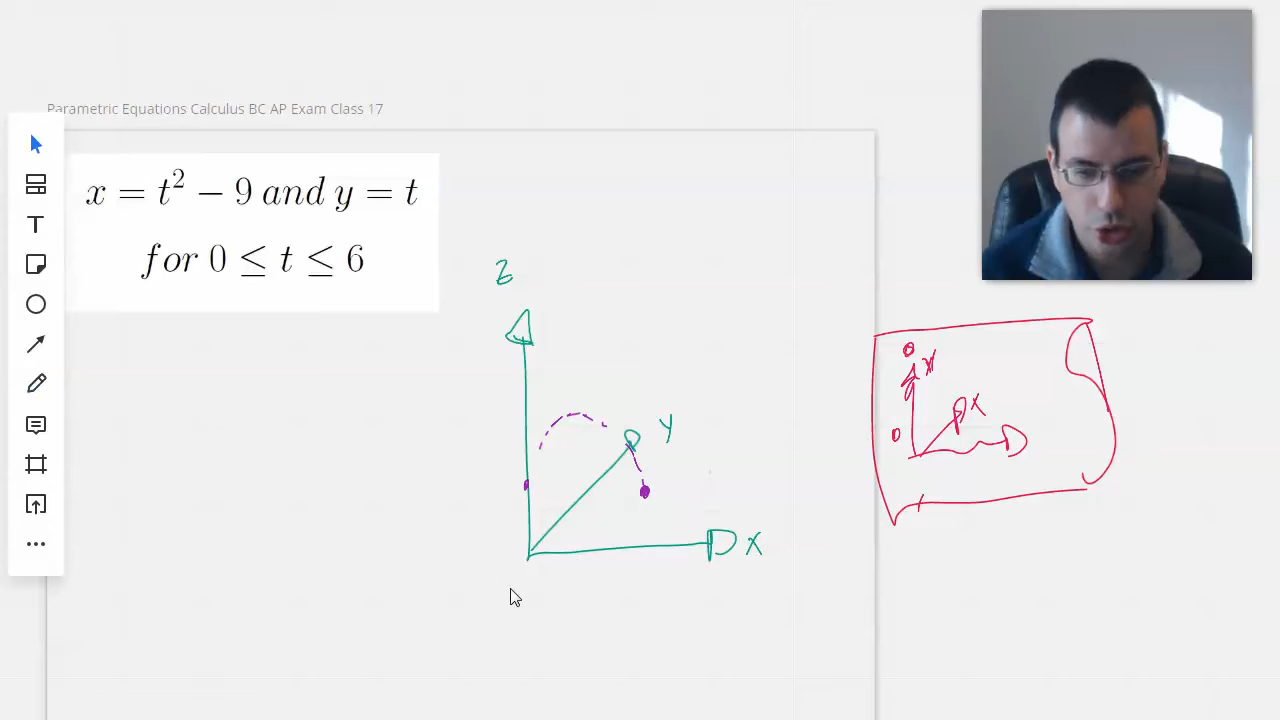 Parametric Equations Calculus BC AP Exam Class 17
x = t² − 9 and y = t
for 0 ≤ t ≤ 6
T
z
y
x
x